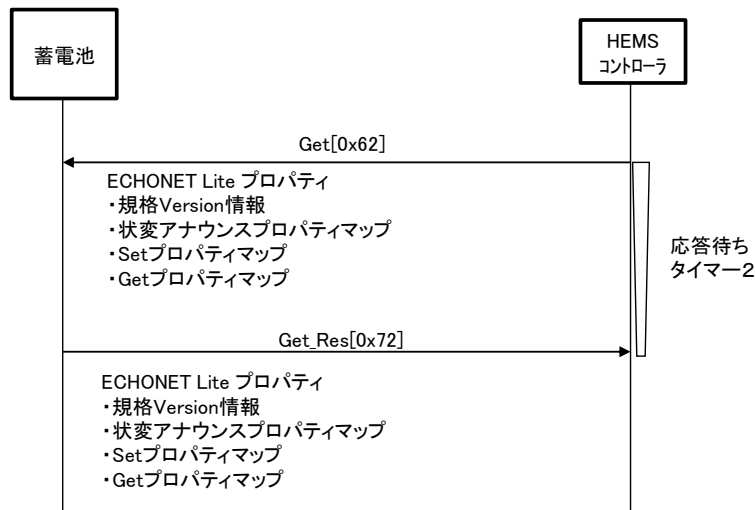 蓄電池
HEMS
コントローラ
Get[0x62]
ECHONET Lite プロパティ
・規格Version情報
・状変アナウンスプロパティマップ
・Setプロパティマップ
・Getプロパティマップ
応答待ち
タイマー2
Get_Res[0x72]
ECHONET Lite プロパティ
・規格Version情報
・状変アナウンスプロパティマップ
・Setプロパティマップ
・Getプロパティマップ